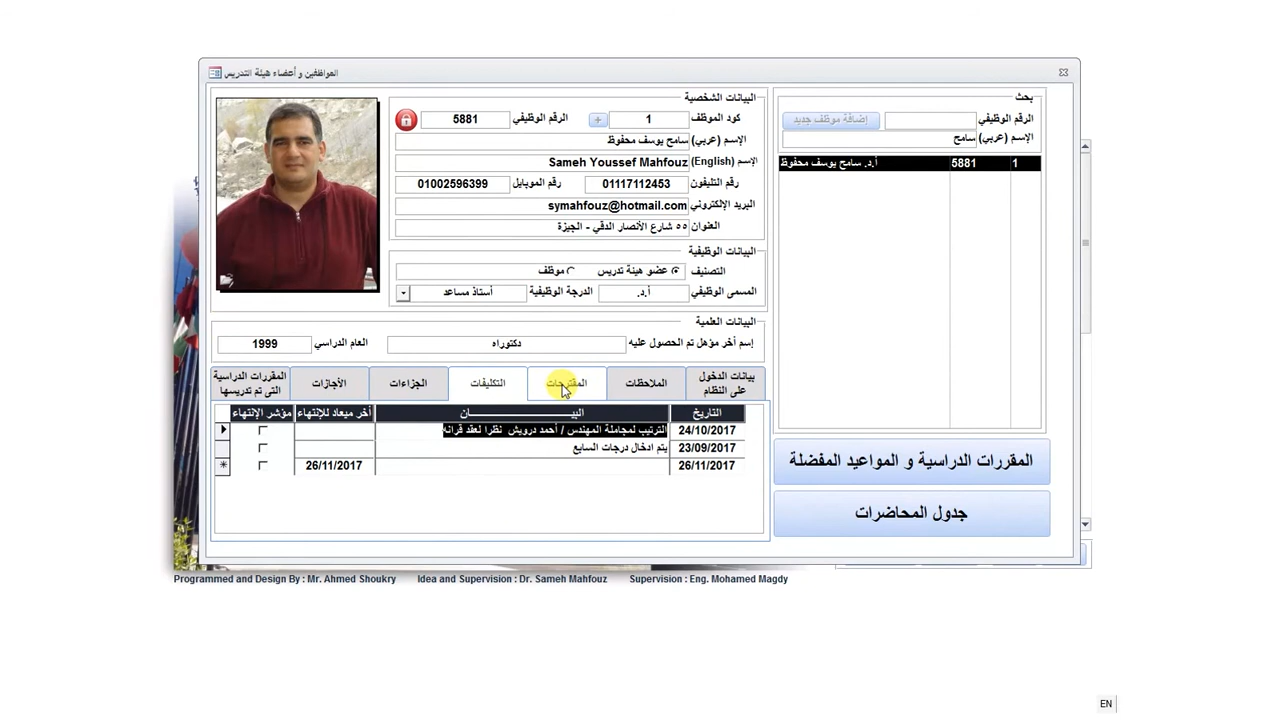 الموظفين و أعضاء هيئة التدريس
البيانات الشخصية
كود الموظف 1 + الرقم الوظيفي 5881
الإسم (عربي) سامح يوسف محفوظ
الإسم (English) Sameh Youssef Mahfouz
رقم التليفون 01117112453 رقم الموبايل 01002596399
البريد الإلكتروني symahfouz@hotmail.com
العنوان ٥٥ شارع الأنصار الدقي - الجيزة
البيانات الوظيفية
التصنيف عضو هيئة تدريس موظف
المسمى الوظيفي أ.د. الدرجة الوظيفية أستاذ مساعد
البيانات العلمية
إسم أخر مؤهل تم الحصول عليه دكتوراه العام الدراسي 1999
بحث
الرقم الوظيفي إضافة موظف جديد
الإسم (عربي) سامح
1 5881 أ.د. سامح يوسف محفوظ
بيانات الدخول على النظام الملاحظات المقترحات التكليفات الجزاءات الأجازات المقررات الدراسية التى تم تدريسها
التاريخ البيـــــــان أخر ميعاد للإنتهاء مؤشر الإنتهاء
24/10/2017 الترتيب لمجاملة المهندس / أحمد درويش نظرا لعقد قرانه
23/09/2017 يتم ادخال درجات السابع
26/11/2017 26/11/2017
المقررات الدراسية و المواعيد المفضلة
جدول المحاضرات
Programmed and Design By : Mr. Ahmed Shoukry Idea and Supervision : Dr. Sameh Mahfouz Supervision : Eng. Mohamed Magdy
EN